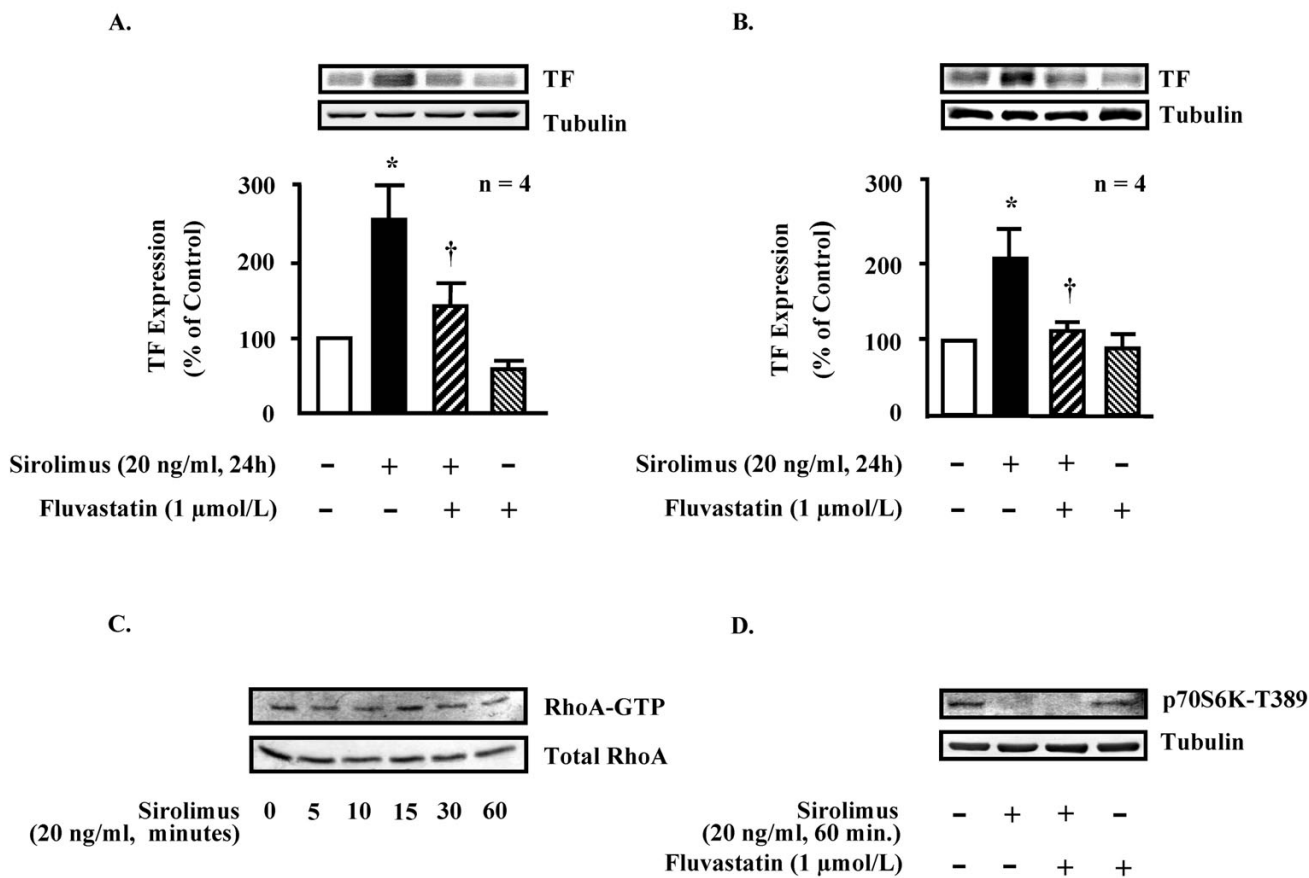 A.
TF
Tubulin
*
300
n = 4
†
200
TF Expression
(% of Control)
100
0
Sirolimus (20 ng/ml, 24h) − + + −
Fluvastatin (1 µmol/L) − − + +
B.
TF
Tubulin
300
n = 4
*
200
†
TF Expression
(% of Control)
100
0
Sirolimus (20 ng/ml, 24h) − + + −
Fluvastatin (1 µmol/L) − − + +
C.
RhoA-GTP
Total RhoA
Sirolimus 0 5 10 15 30 60
(20 ng/ml, minutes)
D.
p70S6K-T389
Tubulin
Sirolimus − + + −
(20 ng/ml, 60 min.)
Fluvastatin (1 µmol/L) − − + +